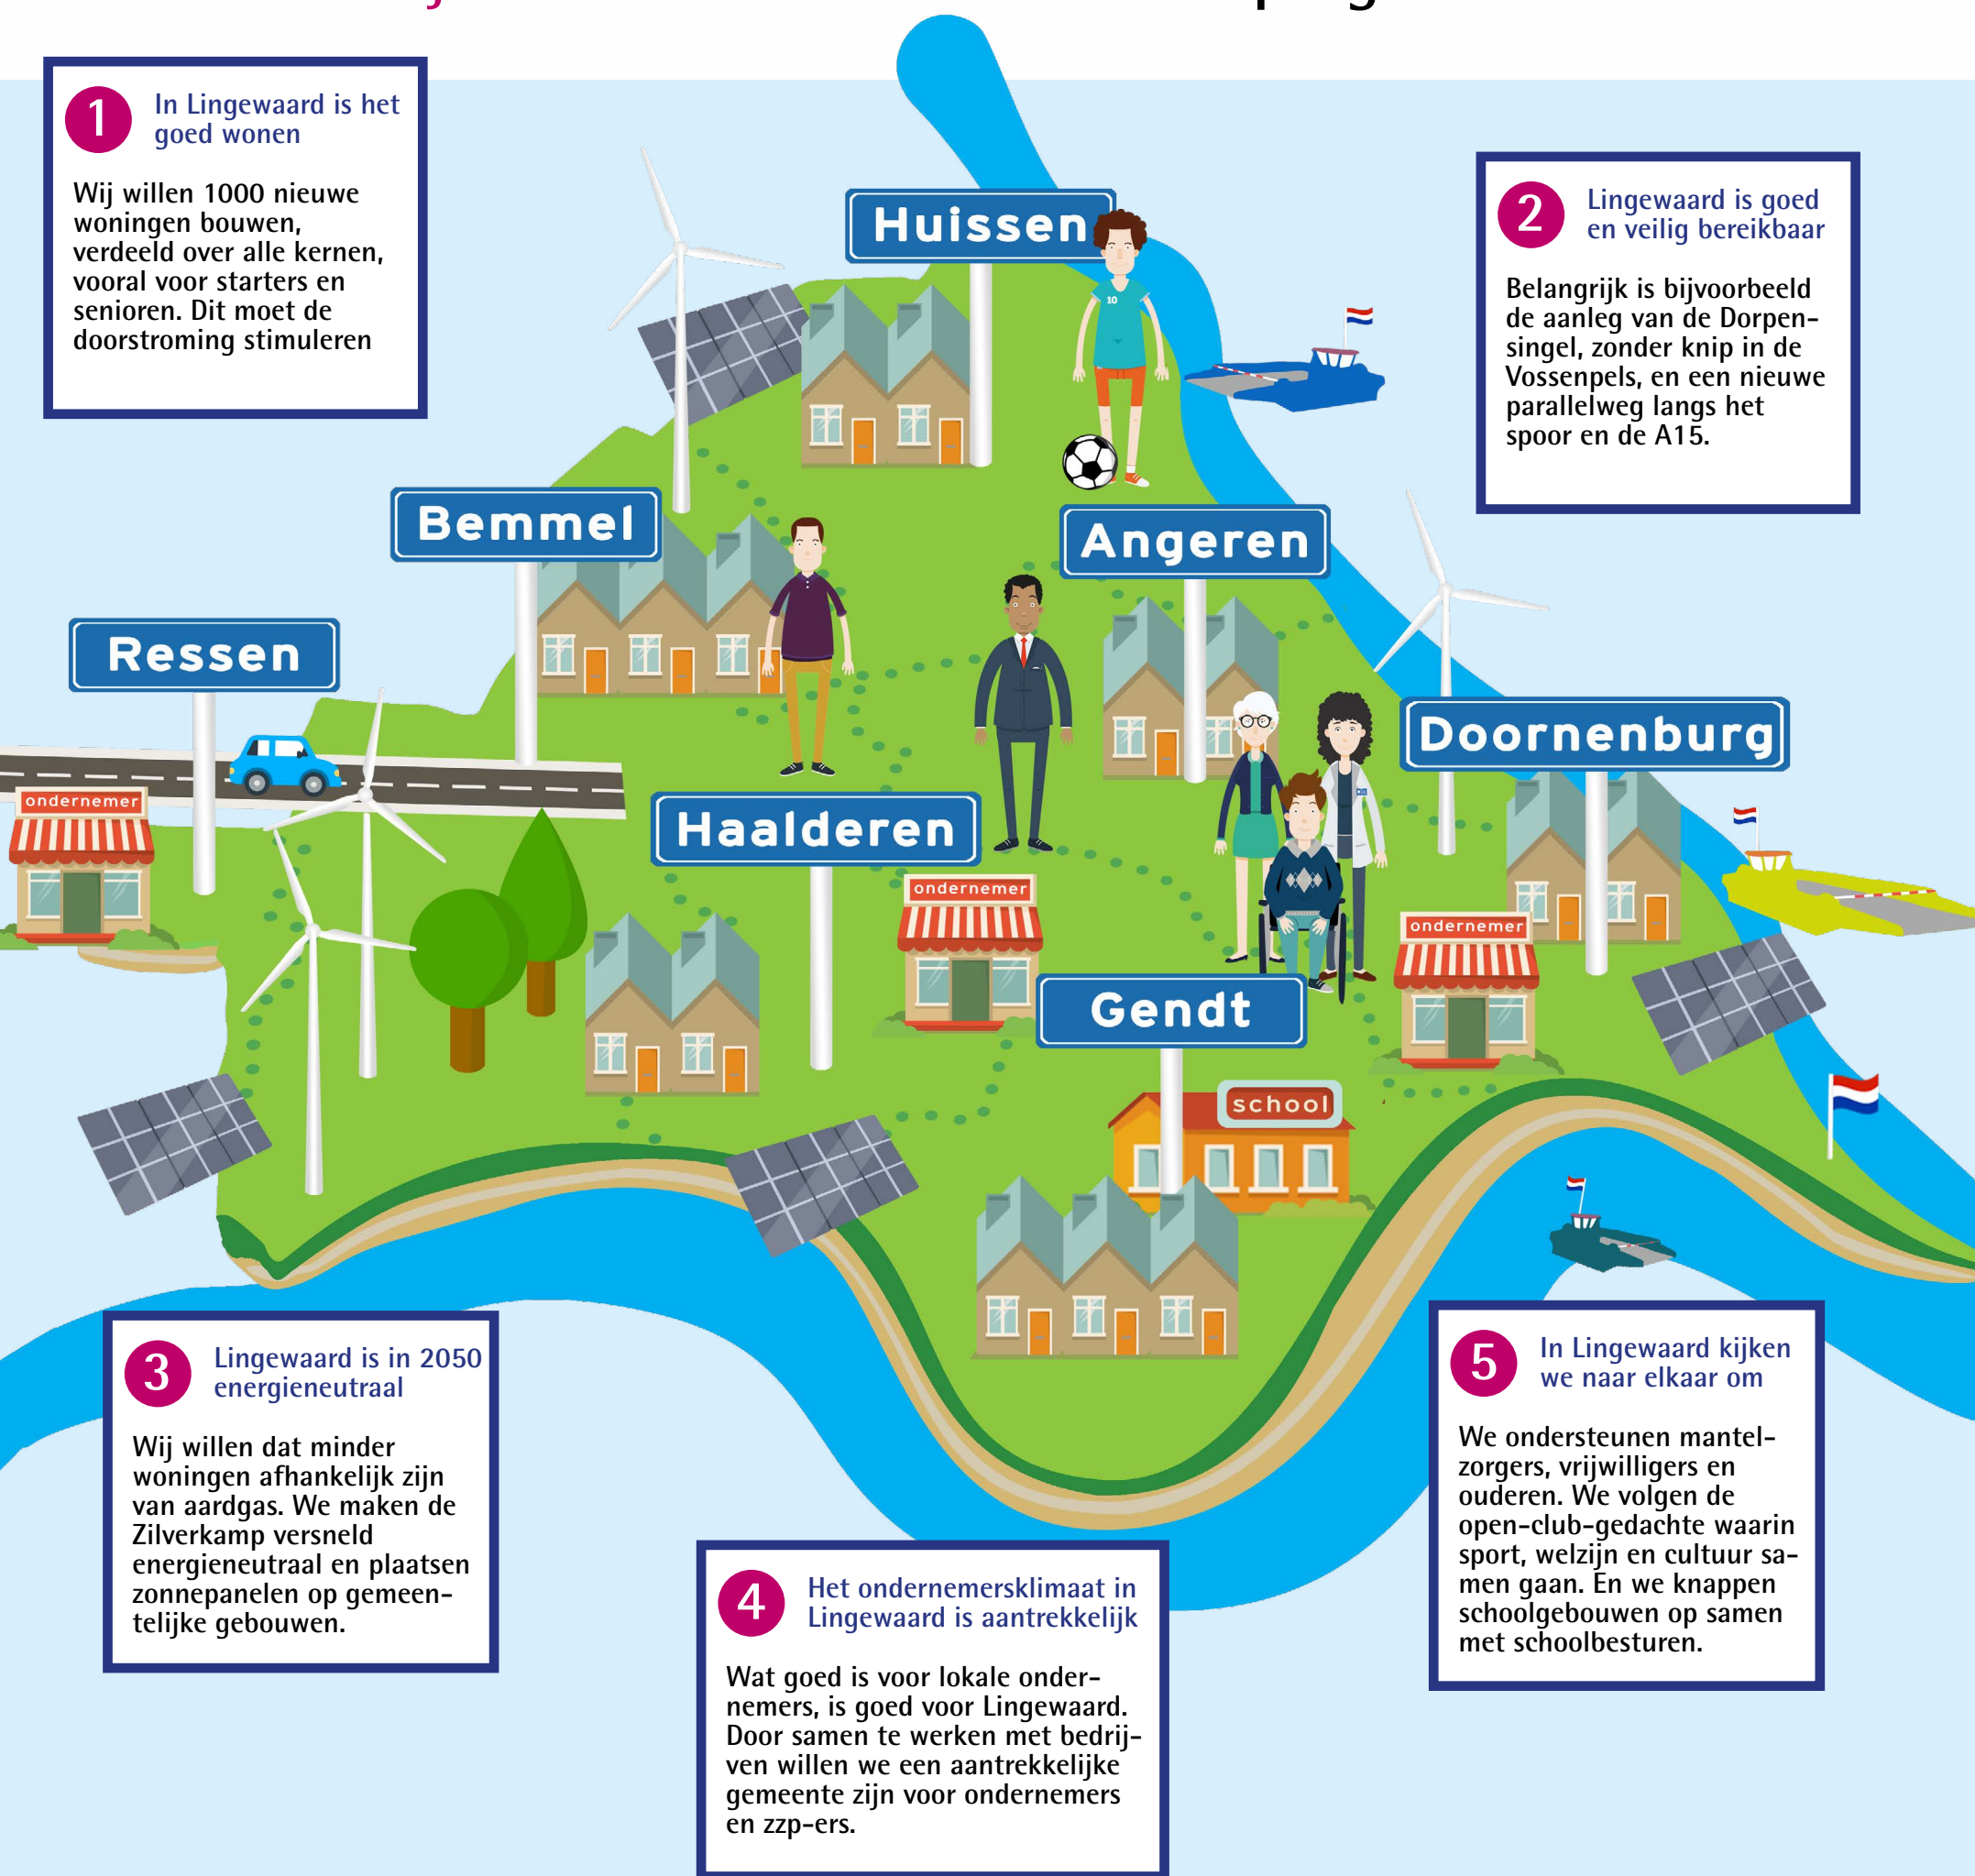 1
In Lingewaard is het
goed wonen
Wij willen 1000 nieuwe
woningen bouwen,
verdeeld over alle kernen,
vooral voor starters en
senioren. Dit moet de
doorstroming stimuleren
2
Lingewaard is goed
en veilig bereikbaar
Belangrijk is bijvoorbeeld
de aanleg van de Dorpen-
singel, zonder knip in de
Vossenpels, en een nieuwe
parallelweg langs het
spoor en de A15.
Huissen
10
Bemmel
Angeren
Ressen
Doornenburg
ondernemer
Haalderen
ondernemer
ondernemer
Gendt
school
3
Lingewaard is in 2050
energieneutraal
Wij willen dat minder
woningen afhankelijk zijn
van aardgas. We maken de
Zilverkamp versneld
energieneutraal en plaatsen
zonnepanelen op gemeen-
telijke gebouwen.
4
Het ondernemersklimaat in
Lingewaard is aantrekkelijk
Wat goed is voor lokale onder-
nemers, is goed voor Lingewaard.
Door samen te werken met bedrij-
ven willen we een aantrekkelijke
gemeente zijn voor ondernemers
en zzp-ers.
5
In Lingewaard kijken
we naar elkaar om
We ondersteunen mantel-
zorgers, vrijwilligers en
ouderen. We volgen de
open-club-gedachte waarin
sport, welzijn en cultuur sa-
men gaan. En we knappen
schoolgebouwen op samen
met schoolbesturen.